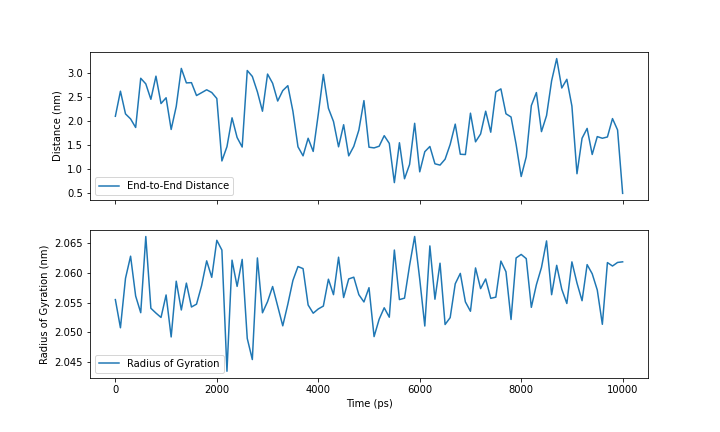 Distance (nm)
3.0
2.5
2.0
1.5
1.0
0.5
End-to-End Distance
Radius of Gyration (nm)
2.065
2.060
2.055
2.050
2.045
Radius of Gyration
0 2000 4000 6000 8000 10000
Time (ps)